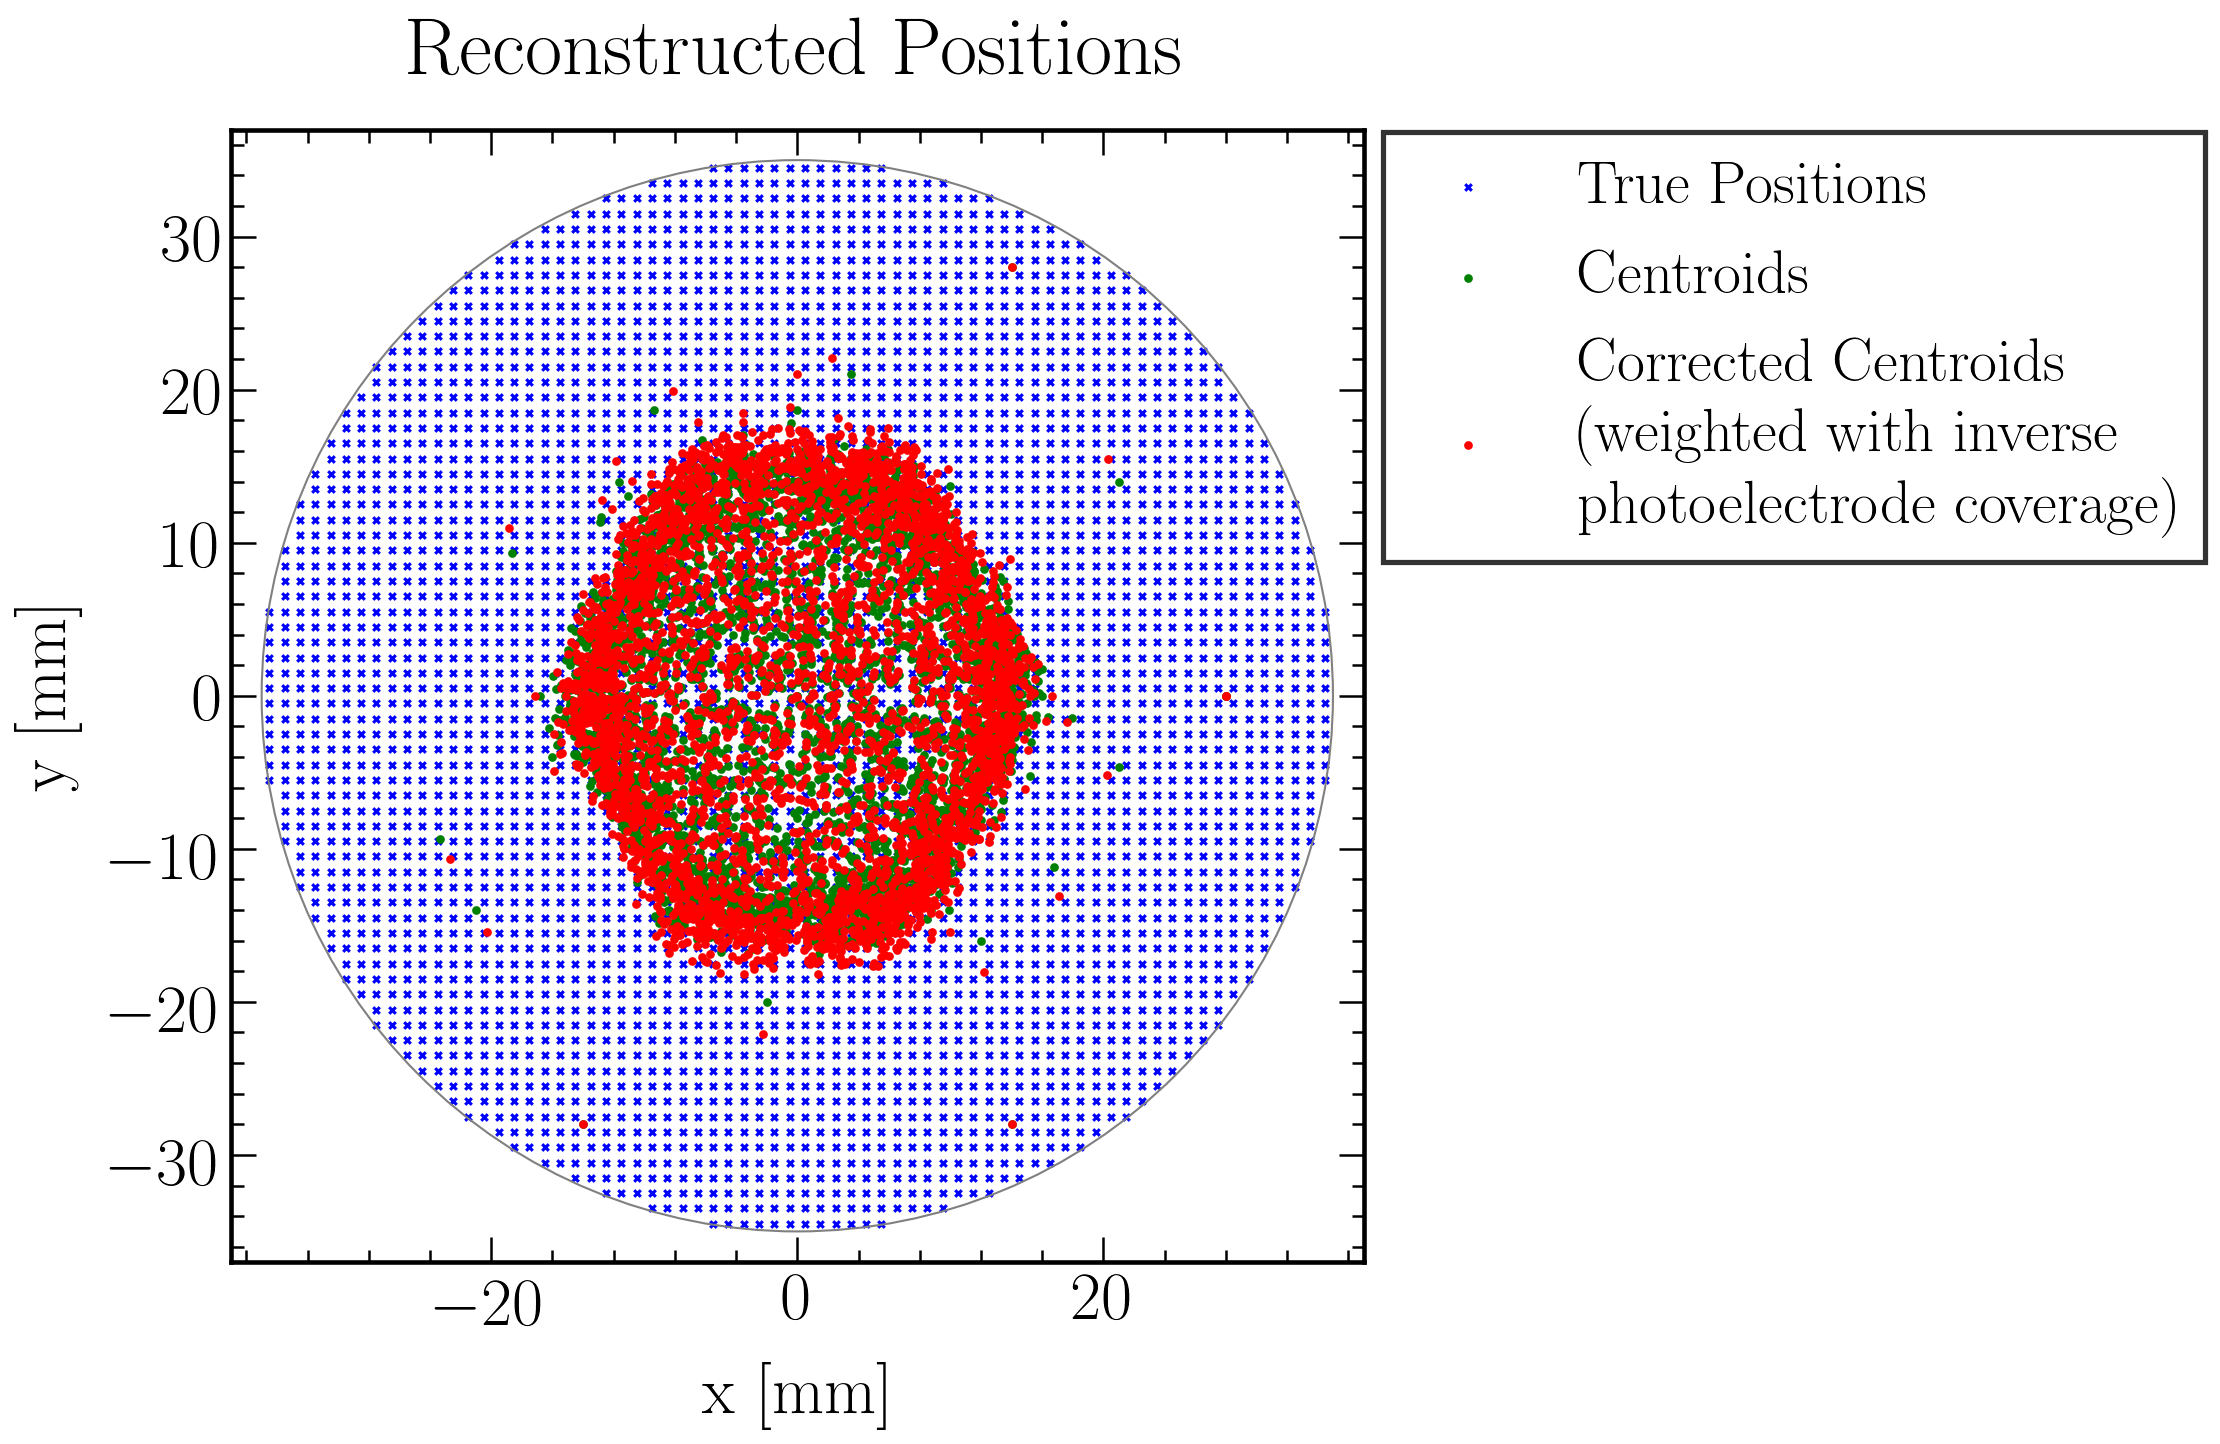 Reconstructed Positions
True Positions
Centroids
Corrected Centroids
(weighted with inverse
photoelectrode coverage)
30
20
10
0
−10
−20
−30
y [mm]
−20 0 20
x [mm]